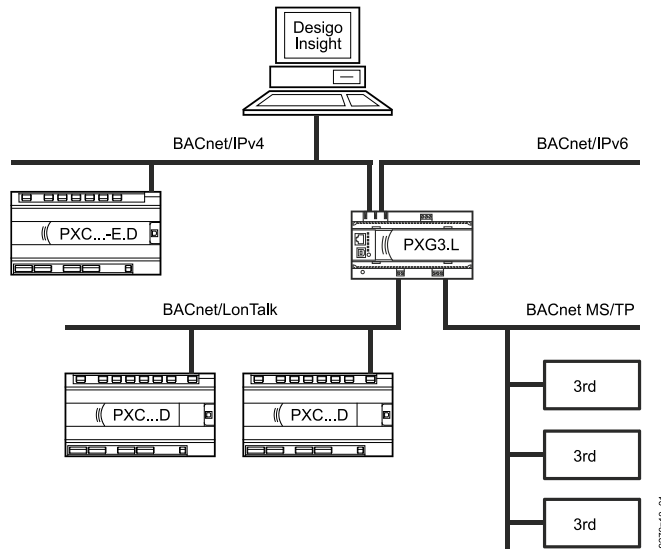 Desigo
Insight
BACnet/IPv4
BACnet/IPv6
PXC...-E.D
PXG3.L
BACnet/LonTalk
BACnet MS/TP
PXC...D
PXC...D
3rd
3rd
3rd